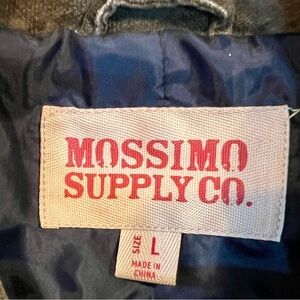 MOSSIMO
SUPPLY CO.
SIZE L
MADE IN
CHINA